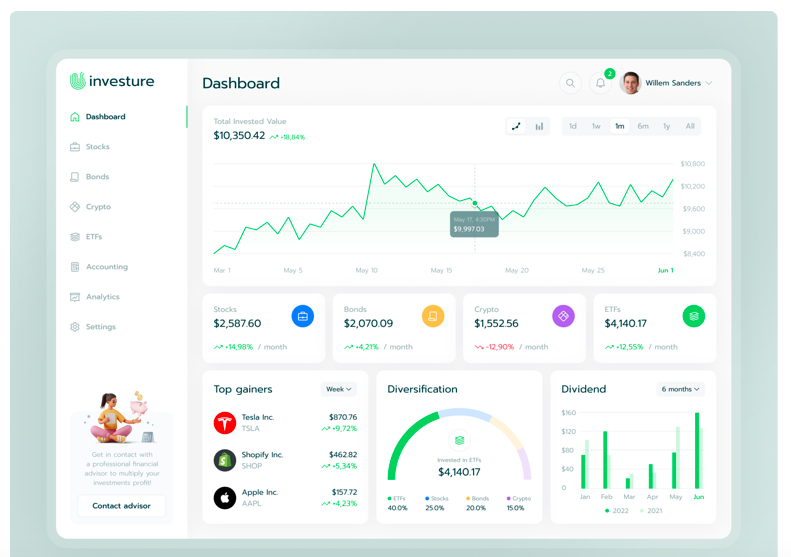 investure
Dashboard
Stocks
Bonds
Crypto
ETFs
Accounting
Analytics
Settings
Get in contact with
a professional financial
advisor to multiply your
investments profit!
Contact advisor
Dashboard
2
Willem Sanders
Total Invested Value
$10,350.42 +18,84%
1d 1w 1m 6m 1y All
$10,800
$10,200
$9,600
$9,000
$8,400
May 17, 4:30PM
$9,997.03
Mar 1 May 5 May 10 May 15 May 20 May 25 Jun 1
Stocks
$2,587.60
+14,98% / month
Bonds
$2,070.09
+4,21% / month
Crypto
$1,552.56
-12,90% / month
ETFs
$4,140.17
+12,55% / month
Top gainers Week
Tesla Inc. $870.76
TSLA +9,72%
Shopify Inc. $462.82
SHOP +5,34%
Apple Inc. $157.72
AAPL +4,23%
Diversification
Invested in ETFs
$4,140.17
ETFs Stocks Bonds Crypto
40.0% 25.0% 20.0% 15.0%
Dividend 6 months
$160
$120
$80
$40
0
Jan Feb Mar Apr May Jun
2022 2021